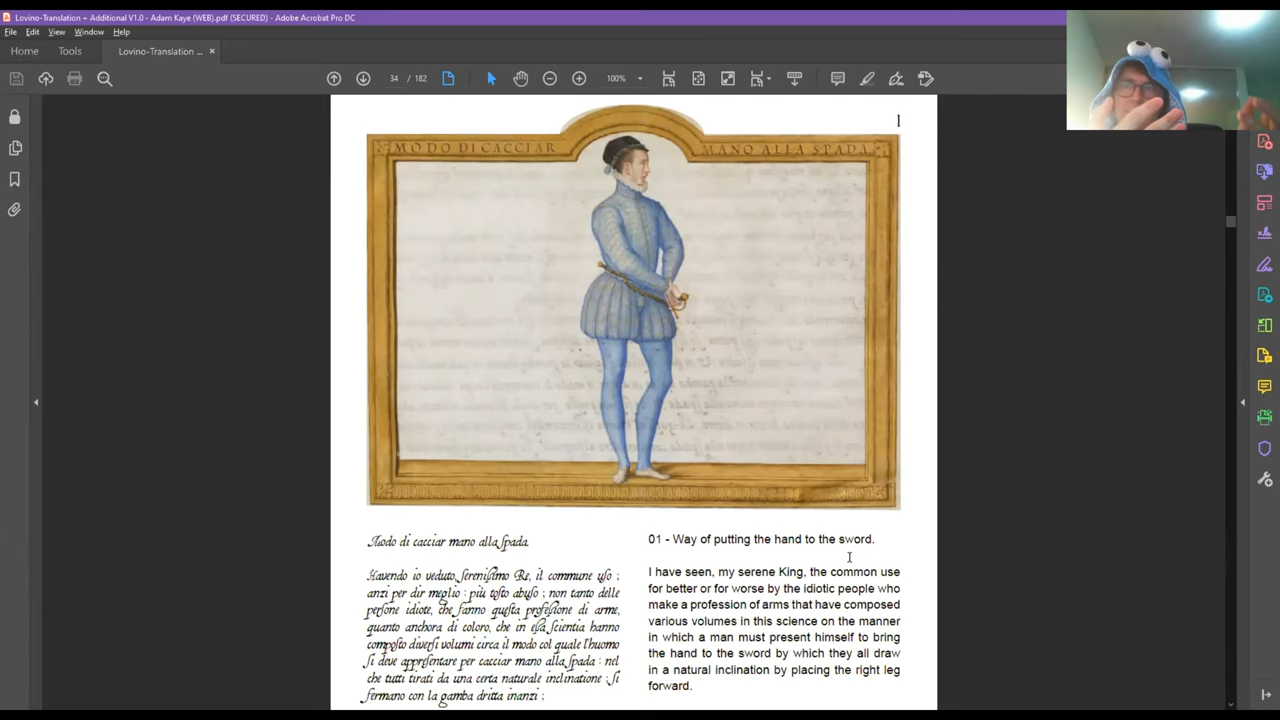 Lovino-Translation + Additional V1.0 - Adam Kaye (WEB).pdf (SECURED) - Adobe Acrobat Pro DC
File Edit View Window Help
Home Tools Lovino-Translation ... ×
34 / 182 100%
1
MODO DI CACCIAR MANO ALLA SPADA
Modo di cacciar mano alla spada
Havendo io veduto serenissimo Re, il commune uso ;
anzi per dir meglio : più tosto abuso ; non tanto delle
persone idiote, che fanno questa professione di arme,
quanto anchora di coloro, che in essa scientia hanno
composto diversi volumi circa il modo col quale l'huomo
si deve appresentare per cacciar mano alla spada : nel
che tutti tirati da una certa naturale inclinatione ; si
fermano con la gamba dritta inanzi ;
01 - Way of putting the hand to the sword.
I have seen, my serene King, the common use
for better or for worse by the idiotic people who
make a profession of arms that have composed
various volumes in this science on the manner
in which a man must present himself to bring
the hand to the sword by which they all draw
in a natural inclination by placing the right leg
forward.